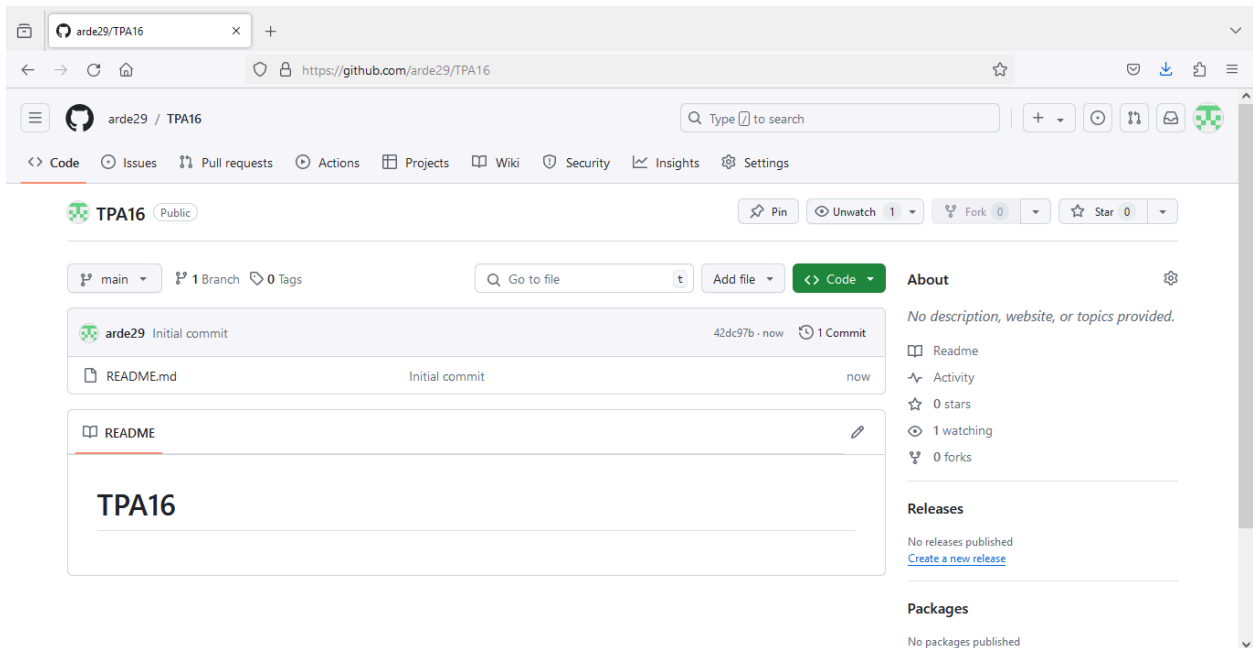 arde29/TPA16
https://github.com/arde29/TPA16
arde29 / TPA16
Type / to search
Code Issues Pull requests Actions Projects Wiki Security Insights Settings
TPA16 Public
Pin Unwatch 1 Fork 0 Star 0
main 1 Branch 0 Tags
Go to file t
Add file Code
arde29 Initial commit 42dc97b · now 1 Commit
README.md Initial commit now
README
TPA16
About
No description, website, or topics provided.
Readme
Activity
0 stars
1 watching
0 forks
Releases
No releases published
Create a new release
Packages
No packages published